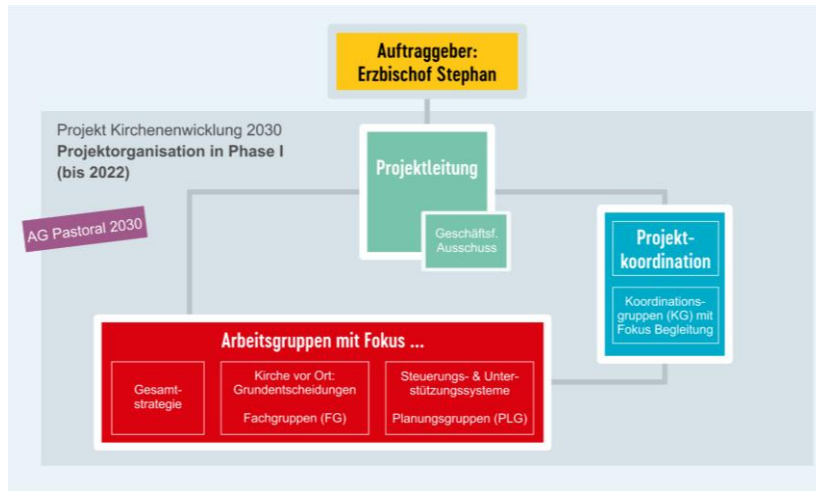 Auftraggeber:
Erzbischof Stephan
Projekt Kirchenenwicklung 2030
Projektorganisation in Phase I
(bis 2022)
Projektleitung
Geschäftsf.
Ausschuss
AG Pastoral 2030
Projekt-
koordination
Koordinations-
gruppen (KG) mit
Fokus Begleitung
Arbeitsgruppen mit Fokus ...
Gesamt-
strategie
Kirche vor Ort:
Grundentscheidungen
Fachgruppen (FG)
Steuerungs- & Unter-
stützungssysteme
Planungsgruppen (PLG)